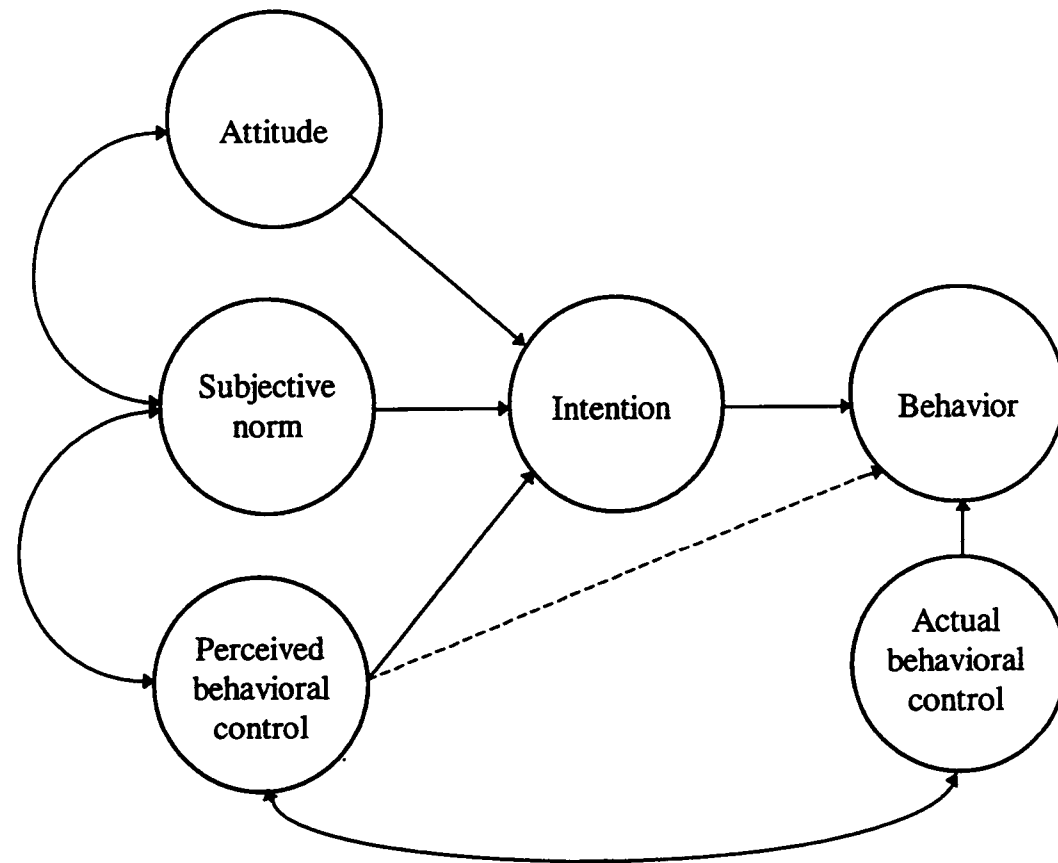 Attitude
Subjective
norm
Intention
Behavior
Perceived
behavioral
control
Actual
behavioral
control